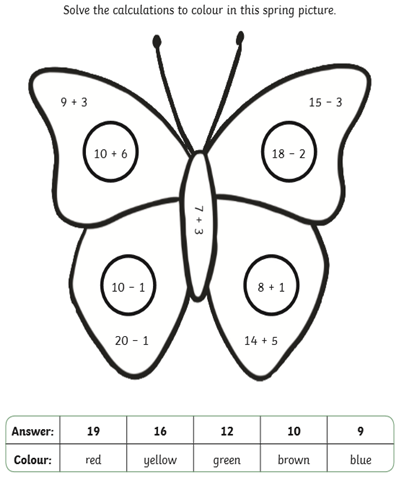 Solve the calculations to colour in this spring picture.
9 + 3
15 − 3
10 + 6
18 − 2
7 + 3
10 − 1
8 + 1
20 − 1
14 + 5
Answer: 19 16 12 10 9
Colour: red yellow green brown blue